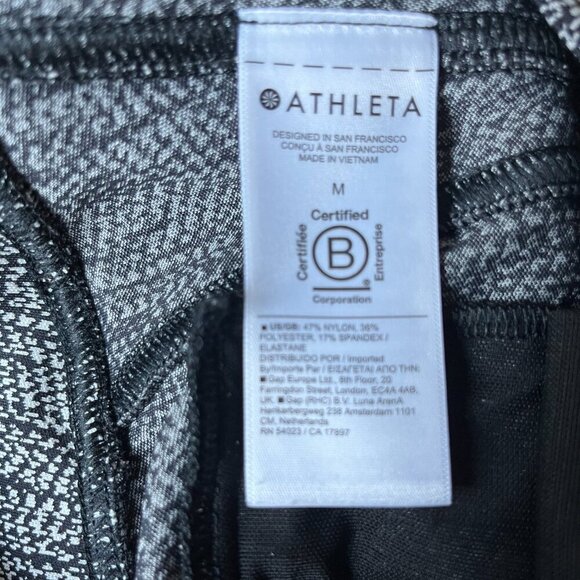 ATHLETA
DESIGNED IN SAN FRANCISCO
CONÇU À SAN FRANCISCO
MADE IN VIETNAM
M
Certified
Certifiée
B
Entreprise
®
Corporation
US/GB: 47% NYLON, 36%
POLYESTER, 17% SPANDEX /
ELASTANE
DISTRIBUIDO POR / Imported
By/Importe Par / ΕΙΣΑΓΕΤΑΙ ΑΠΟ ΤΗΝ:
Gap Europe Ltd., 6th Floor, 20
Farringdon Street, London, EC4A 4AB,
UK Gap (RHC) B.V. Luna ArenA
Herikerbergweg 238 Amsterdam 1101
CM, Netherlands
RN 54023 / CA 17897